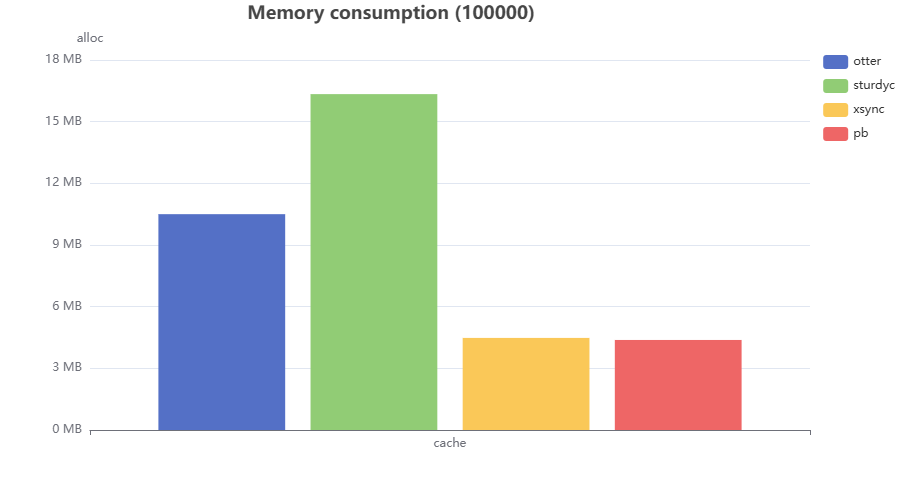 Memory consumption (100000)
alloc
18 MB
15 MB
12 MB
9 MB
6 MB
3 MB
0 MB
cache
otter
sturdyc
xsync
pb